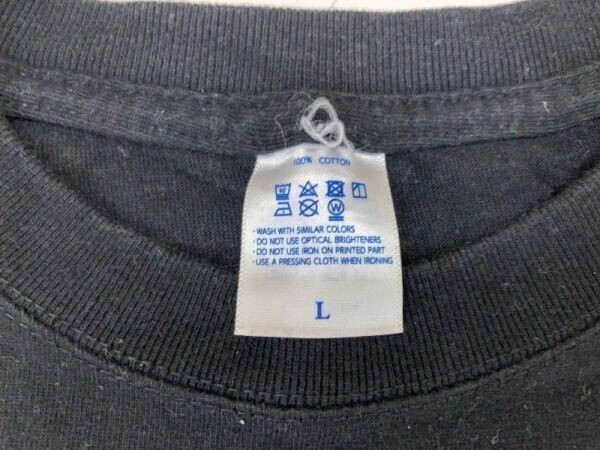 100% COTTON
40
W
·WASH WITH SIMILAR COLORS
·DO NOT USE OPTICAL BRIGHTENERS
·DO NOT USE IRON ON PRINTED PART
·USE A PRESSING CLOTH WHEN IRONING
L